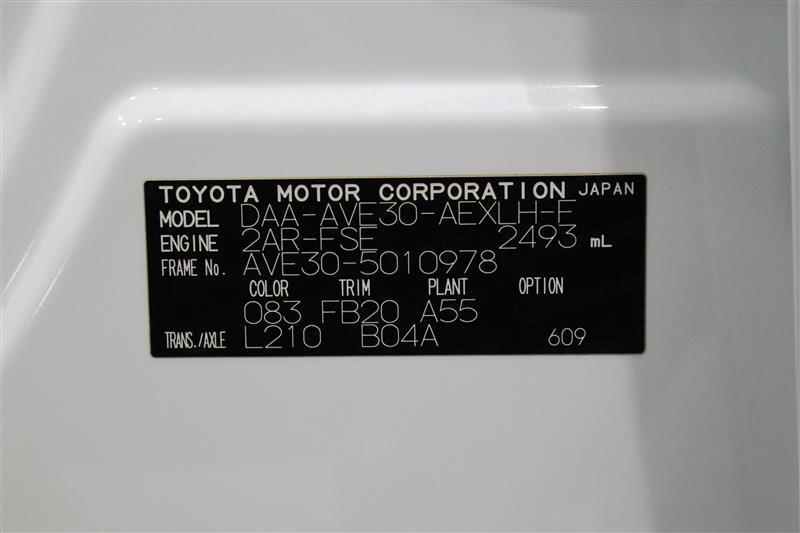 TOYOTA MOTOR CORPORATION JAPAN
MODEL DAA-AVE30-AEXLH-F
ENGINE 2AR-FSE 2493 mL
FRAME No. AVE30-5010978
COLOR TRIM PLANT OPTION
083 FB20 A55
TRANS./AXLE L210 B04A 609